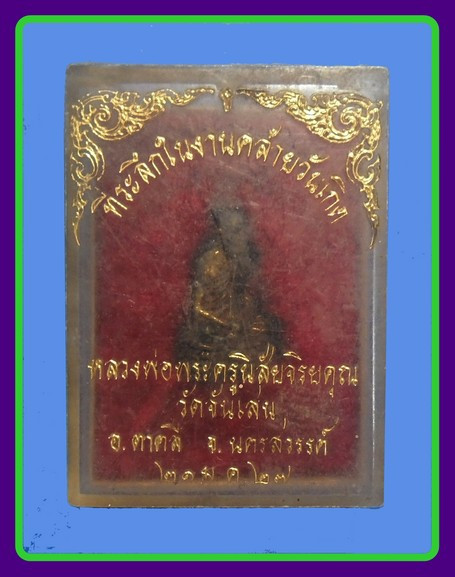 ที่ระลึกในงานคล้ายวันเกิด
หลวงพ่อพระครูนิสัยจริยคุณ
วัดจันเสน
อ.ตาคลี จ.นครสวรรค์
๒๑ ม ค ๒๗